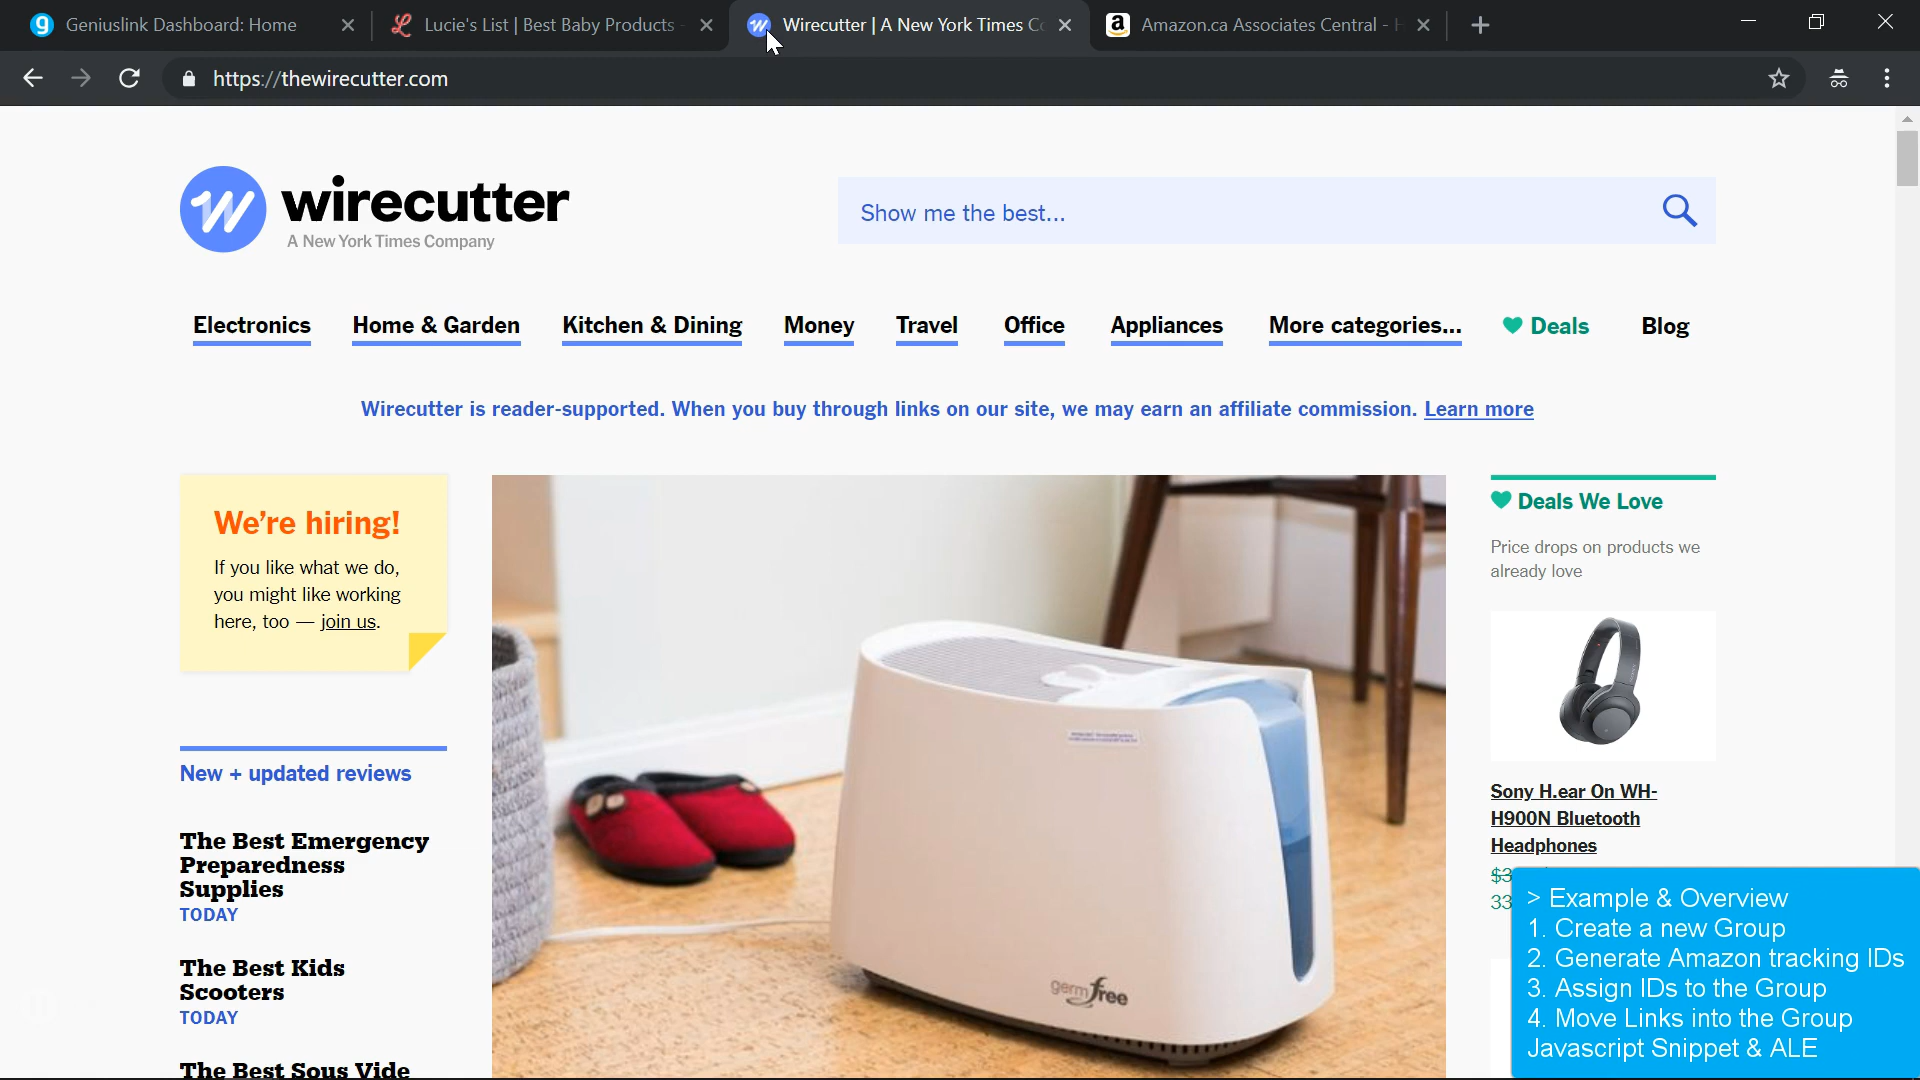 Geniuslink Dashboard: Home
Lucie's List | Best Baby Products -
Wirecutter | A New York Times Co
Amazon.ca Associates Central - H
https://thewirecutter.com
wirecutter
A New York Times Company
Show me the best...
Electronics
Home & Garden
Kitchen & Dining
Money
Travel
Office
Appliances
More categories...
Deals
Blog
Wirecutter is reader-supported. When you buy through links on our site, we may earn an affiliate commission. Learn more
We're hiring!
If you like what we do,
you might like working
here, too — join us.
New + updated reviews
The Best Emergency
Preparedness
Supplies
TODAY
The Best Kids
Scooters
TODAY
The Best Sous Vide
germfree
Deals We Love
Price drops on products we
already love
Sony H.ear On WH-
H900N Bluetooth
Headphones
$3
33
> Example & Overview
1. Create a new Group
2. Generate Amazon tracking IDs
3. Assign IDs to the Group
4. Move Links into the Group
Javascript Snippet & ALE